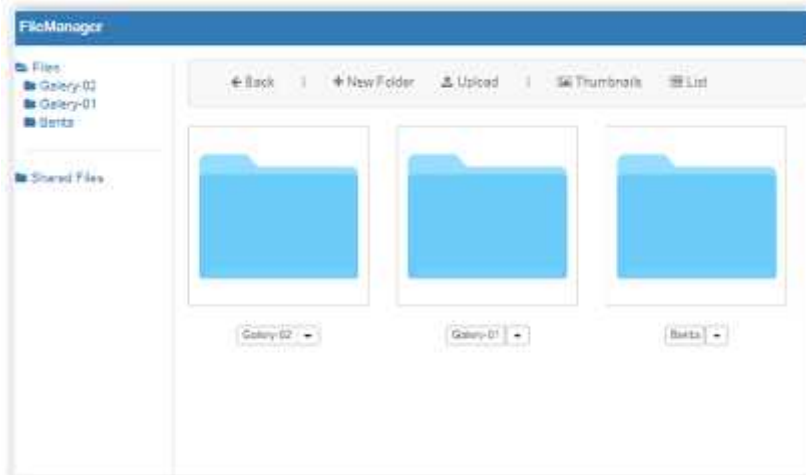 FileManager
Files
Galery-02
Galery-01
Berita
Shared Files
Back | New Folder Upload | Thumbnails List
Galery-02 Galery-01 Berita